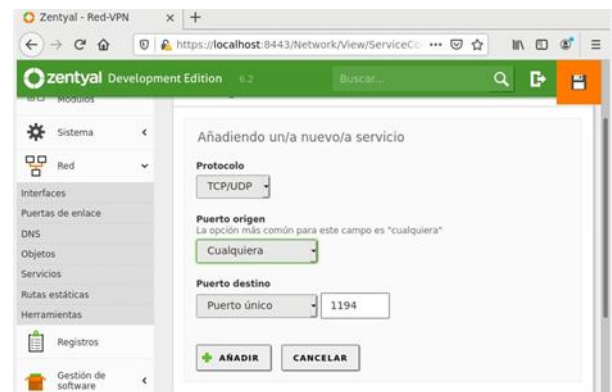 Zentyal - Red-VPN
https://localhost:8443/Network/View/ServiceCo
zentyal Development Edition 6.2
Buscar...
Módulos
Sistema
Red
Interfaces
Puertas de enlace
DNS
Objetos
Servicios
Rutas estáticas
Herramientas
Registros
Gestión de
software
Añadiendo un/a nuevo/a servicio
Protocolo
TCP/UDP
Puerto origen
La opción más común para este campo es "cualquiera"
Cualquiera
Puerto destino
Puerto único 1194
AÑADIR CANCELAR